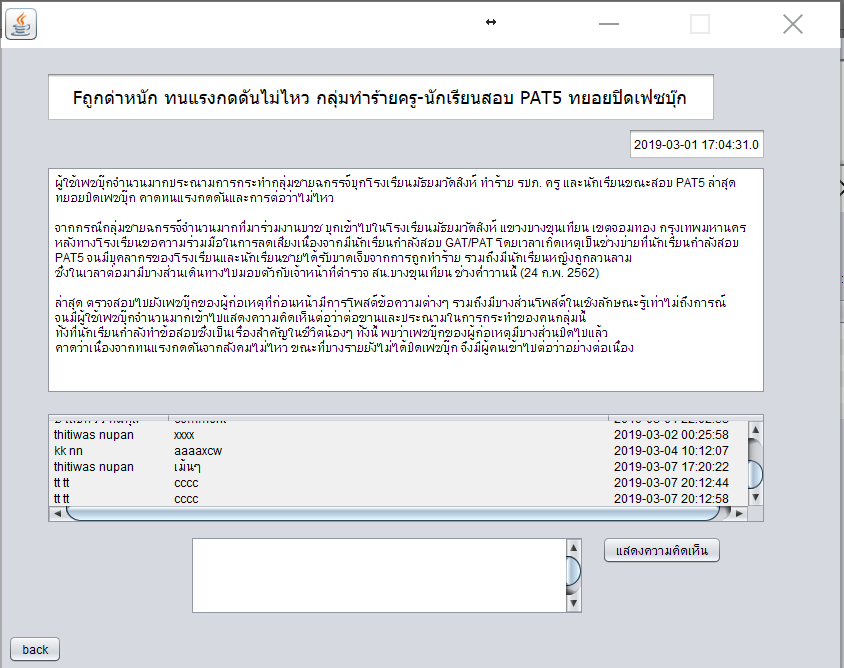 Fถูกด่าหนัก ทนแรงกดดันไม่ไหว กลุ่มทำร้ายครู-นักเรียนสอบ PAT5 ทยอยปิดเฟซบุ๊ก
2019-03-01 17:04:31.0
ผู้ใช้เฟซบุ๊กจำนวนมากประณามการกระทำกลุ่มชายฉกรรจ์บุกโรงเรียนมัธยมวัดสิงห์ ทำร้าย รปภ. ครู และนักเรียนขณะสอบ PAT5 ล่าสุด
ทยอยปิดเฟซบุ๊ก คาดทนแรงกดดันและการต่อว่าไม่ไหว
จากกรณีกลุ่มชายฉกรรจ์จำนวนมากที่มาร่วมงานบวช บุกเข้าไปในโรงเรียนมัธยมวัดสิงห์ แขวงบางขุนเทียน เขตจอมทอง กรุงเทพมหานคร
หลังทางโรงเรียนขอความร่วมมือในการลดเสียงเนื่องจากมีนักเรียนกำลังสอบ GAT/PAT โดยเวลาเกิดเหตุเป็นช่วงบ่ายที่นักเรียนกำลังสอบ
PAT5 จนมีบุคลากรของโรงเรียนและนักเรียนชายได้รับบาดเจ็บจากการถูกทำร้าย รวมถึงมีนักเรียนหญิงถูกลวนลาม
ซึ่งในเวลาต่อมามีบางส่วนเดินทางไปมอบตัวกับเจ้าหน้าที่ตำรวจ สน.บางขุนเทียน ช่วงค่ำวานนี้ (24 ก.พ. 2562)
ล่าสุด ตรวจสอบไปยังเฟซบุ๊กของผู้ก่อเหตุที่ก่อนหน้ามีการโพสต์ข้อความต่างๆ รวมถึงมีบางส่วนโพสต์ในเชิงลักษณะรู้เท่าไม่ถึงการณ์
จนมีผู้ใช้เฟซบุ๊กจำนวนมากเข้าไปแสดงความคิดเห็นต่อว่าต่อขานและประณามในการกระทำของคนกลุ่มนี้
ทั้งที่นักเรียนกำลังทำข้อสอบซึ่งเป็นเรื่องสำคัญในชีวิตน้องๆ ทั้งนี้ พบว่าเฟซบุ๊กของผู้ก่อเหตุมีบางส่วนปิดไปแล้ว
คาดว่าเนื่องจากทนแรงกดดันจากสังคมไม่ไหว ขณะที่บางรายยังไม่ได้ปิดเฟซบุ๊ก จึงมีผู้คนเข้าไปต่อว่าอย่างต่อเนื่อง
thitiwas nupan xxxx 2019-03-02 00:25:58
kk nn aaaaxcw 2019-03-04 10:12:07
thitiwas nupan เม้นๆ 2019-03-07 17:20:22
tt tt cccc 2019-03-07 20:12:44
tt tt cccc 2019-03-07 20:12:58
แสดงความคิดเห็น
back